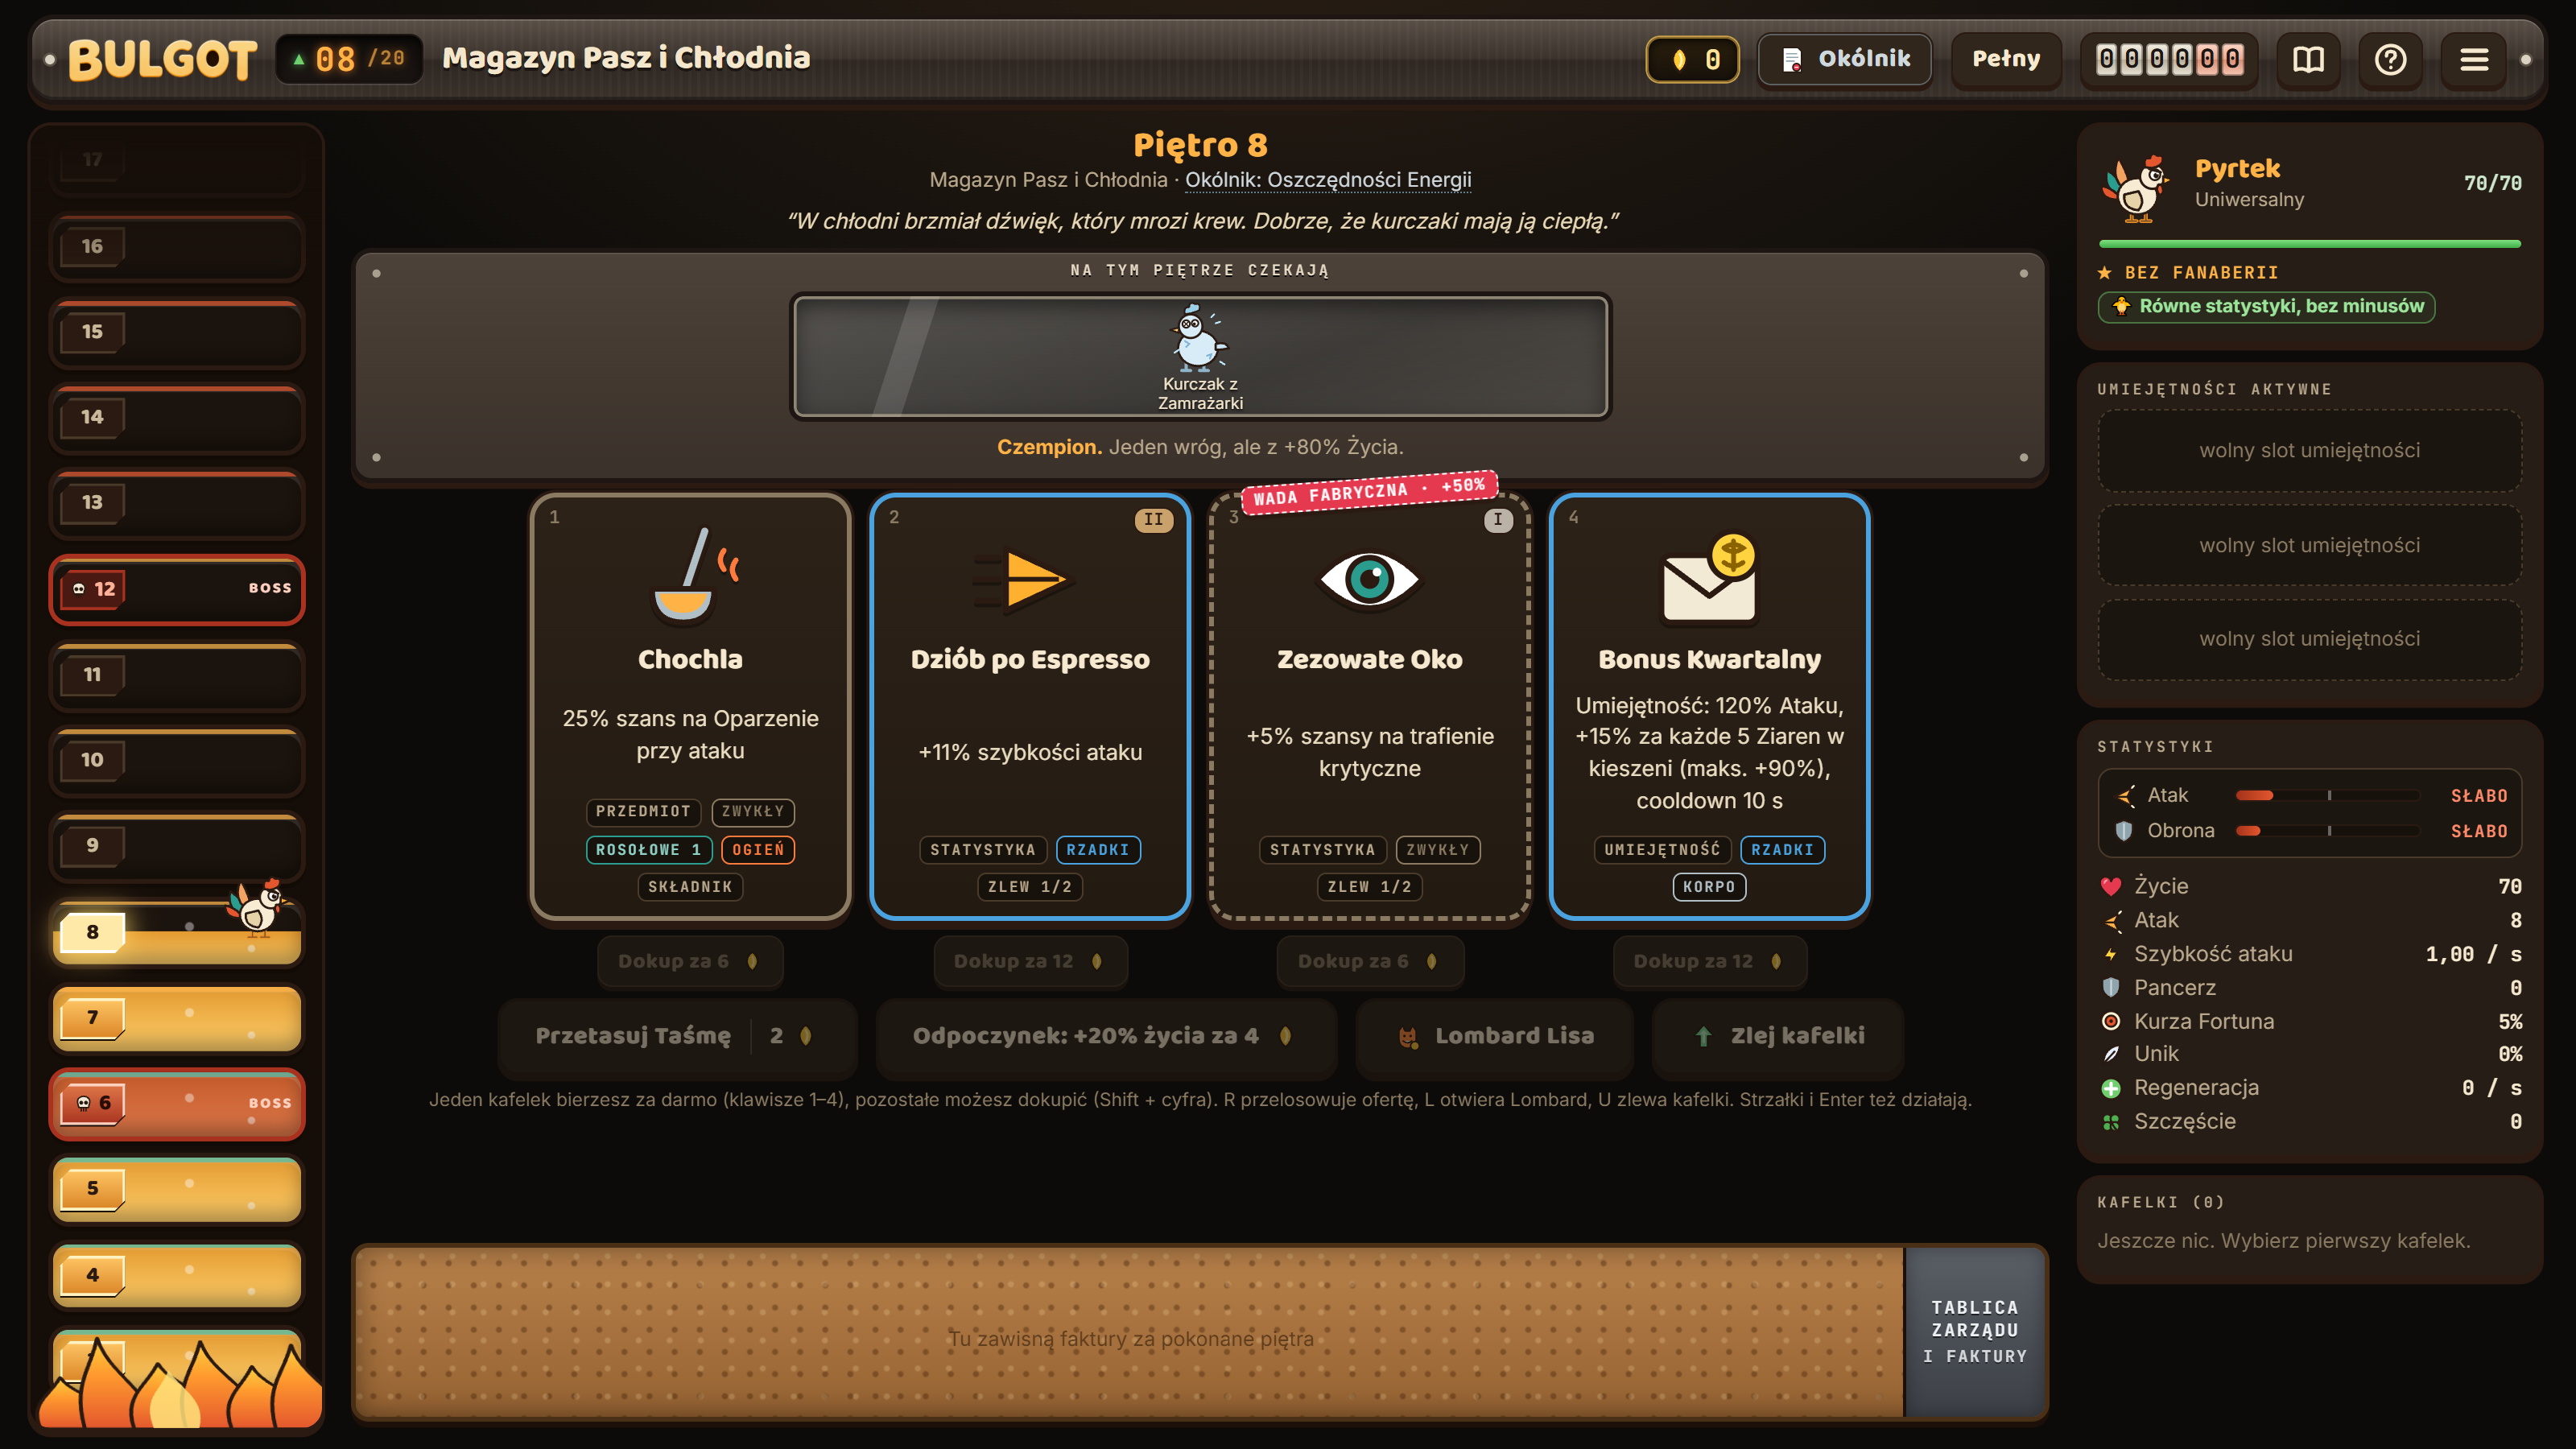 BULGOT
08 /20
Magazyn Pasz i Chłodnia
0
Okólnik
Pełny
000000
17
16
15
14
13
12 BOSS
11
10
9
8
7
6 BOSS
5
4
Piętro 8
Magazyn Pasz i Chłodnia · Okólnik: Oszczędności Energii
“W chłodni brzmiał dźwięk, który mrozi krew. Dobrze, że kurczaki mają ją ciepłą.”
NA TYM PIĘTRZE CZEKAJĄ
Kurczak z
Zamrażarki
Czempion. Jeden wróg, ale z +80% Życia.
1
Chochla
25% szans na Oparzenie
przy ataku
PRZEDMIOT ZWYKŁY
ROSOŁOWE 1 OGIEŃ
SKŁADNIK
Dokup za 6
2 II
Dziób po Espresso
+11% szybkości ataku
STATYSTYKA RZADKI
ZLEW 1/2
Dokup za 12
WADA FABRYCZNA · +50%
3 I
Zezowate Oko
+5% szansy na trafienie
krytyczne
STATYSTYKA ZWYKŁY
ZLEW 1/2
Dokup za 6
4
Bonus Kwartalny
Umiejętność: 120% Ataku,
+15% za każde 5 Ziaren w
kieszeni (maks. +90%),
cooldown 10 s
UMIEJĘTNOŚĆ RZADKI
KORPO
Dokup za 12
Przetasuj Taśmę 2
Odpoczynek: +20% życia za 4
Lombard Lisa
Zlej kafelki
Jeden kafelek bierzesz za darmo (klawisze 1–4), pozostałe możesz dokupić (Shift + cyfra). R przelosowuje ofertę, L otwiera Lombard, U zlewa kafelki. Strzałki i Enter też działają.
Tu zawisną faktury za pokonane piętra
TABLICA
ZARZĄDU
I FAKTURY
Pyrtek
Uniwersalny
70/70
★ BEZ FANABERII
Równe statystyki, bez minusów
UMIEJĘTNOŚCI AKTYWNE
wolny slot umiejętności
wolny slot umiejętności
wolny slot umiejętności
STATYSTYKI
Atak SŁABO
Obrona SŁABO
Życie 70
Atak 8
Szybkość ataku 1,00 / s
Pancerz 0
Kurza Fortuna 5%
Unik 0%
Regeneracja 0 / s
Szczęście 0
KAFELKI (0)
Jeszcze nic. Wybierz pierwszy kafelek.